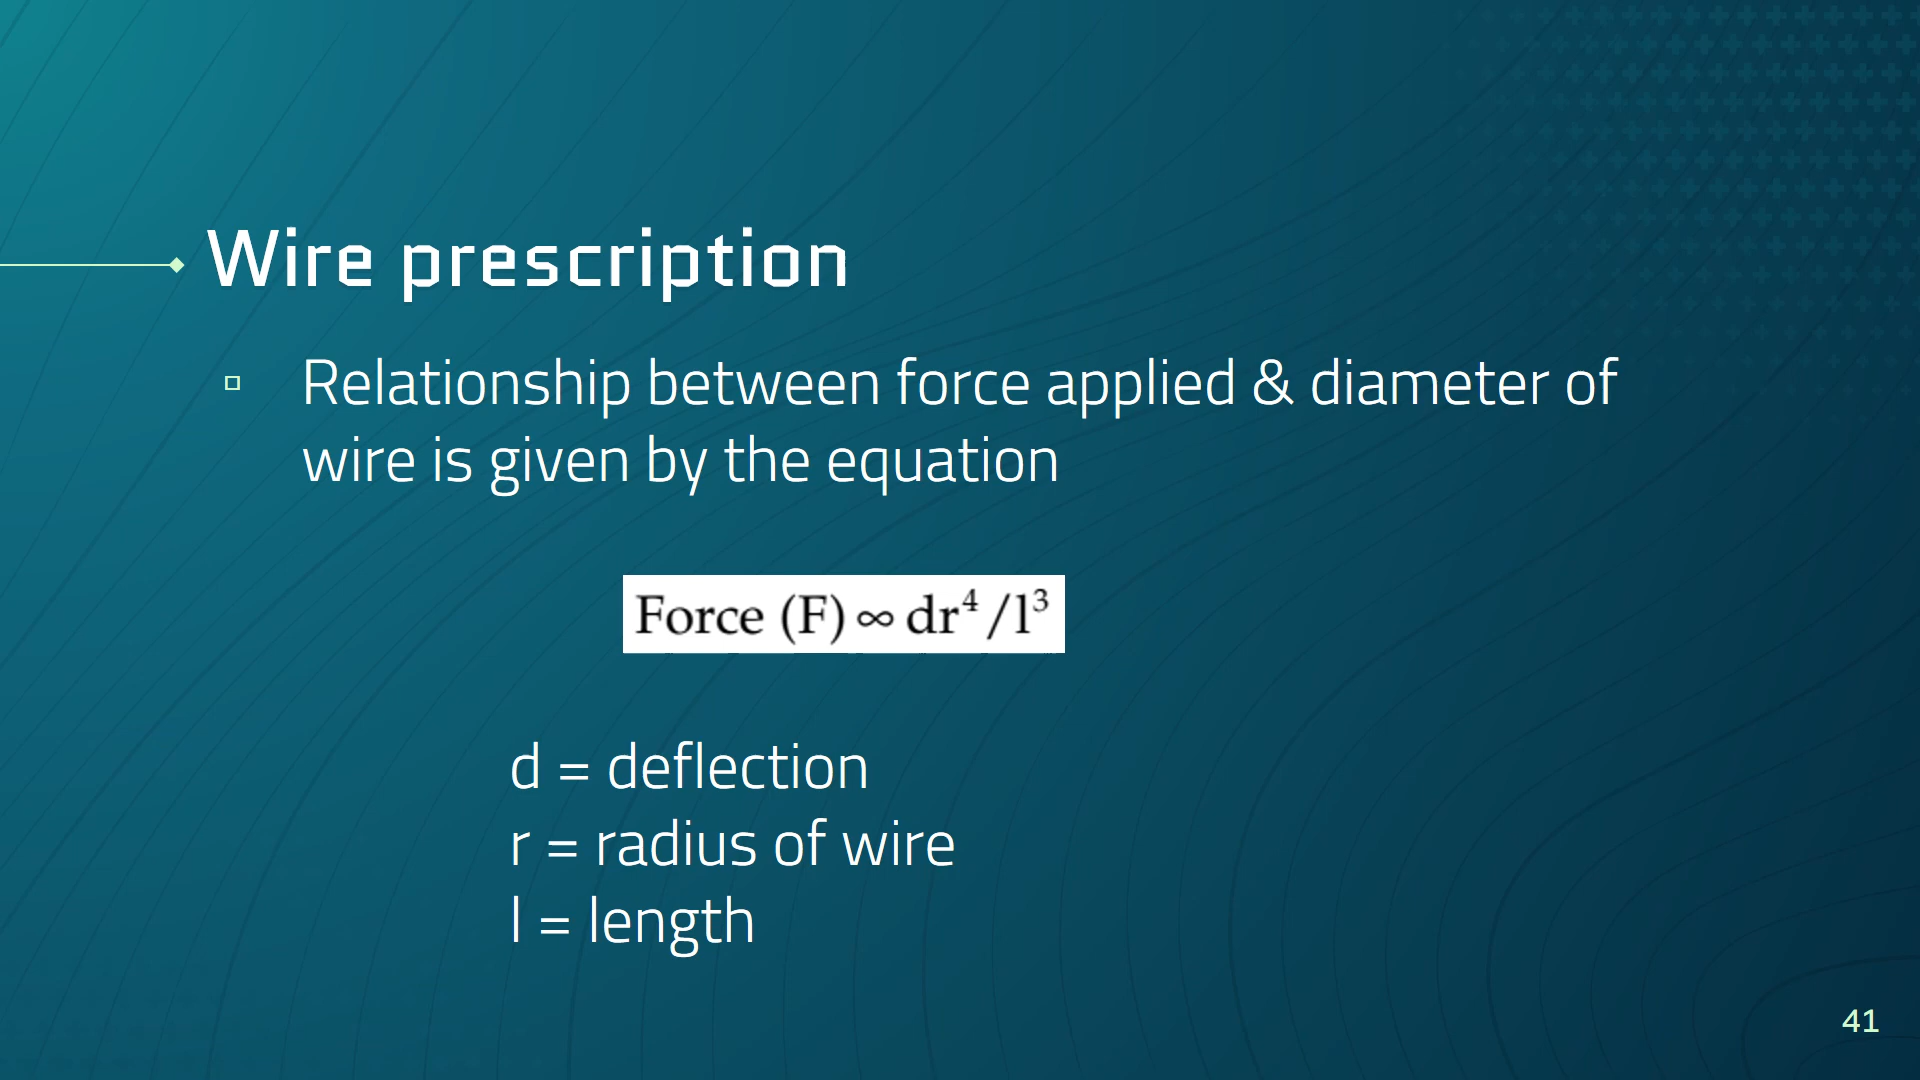 Wire prescription
Relationship between force applied & diameter of
wire is given by the equation
Force (F) ∞ dr⁴/l³
d = deflection
r = radius of wire
l = length
41